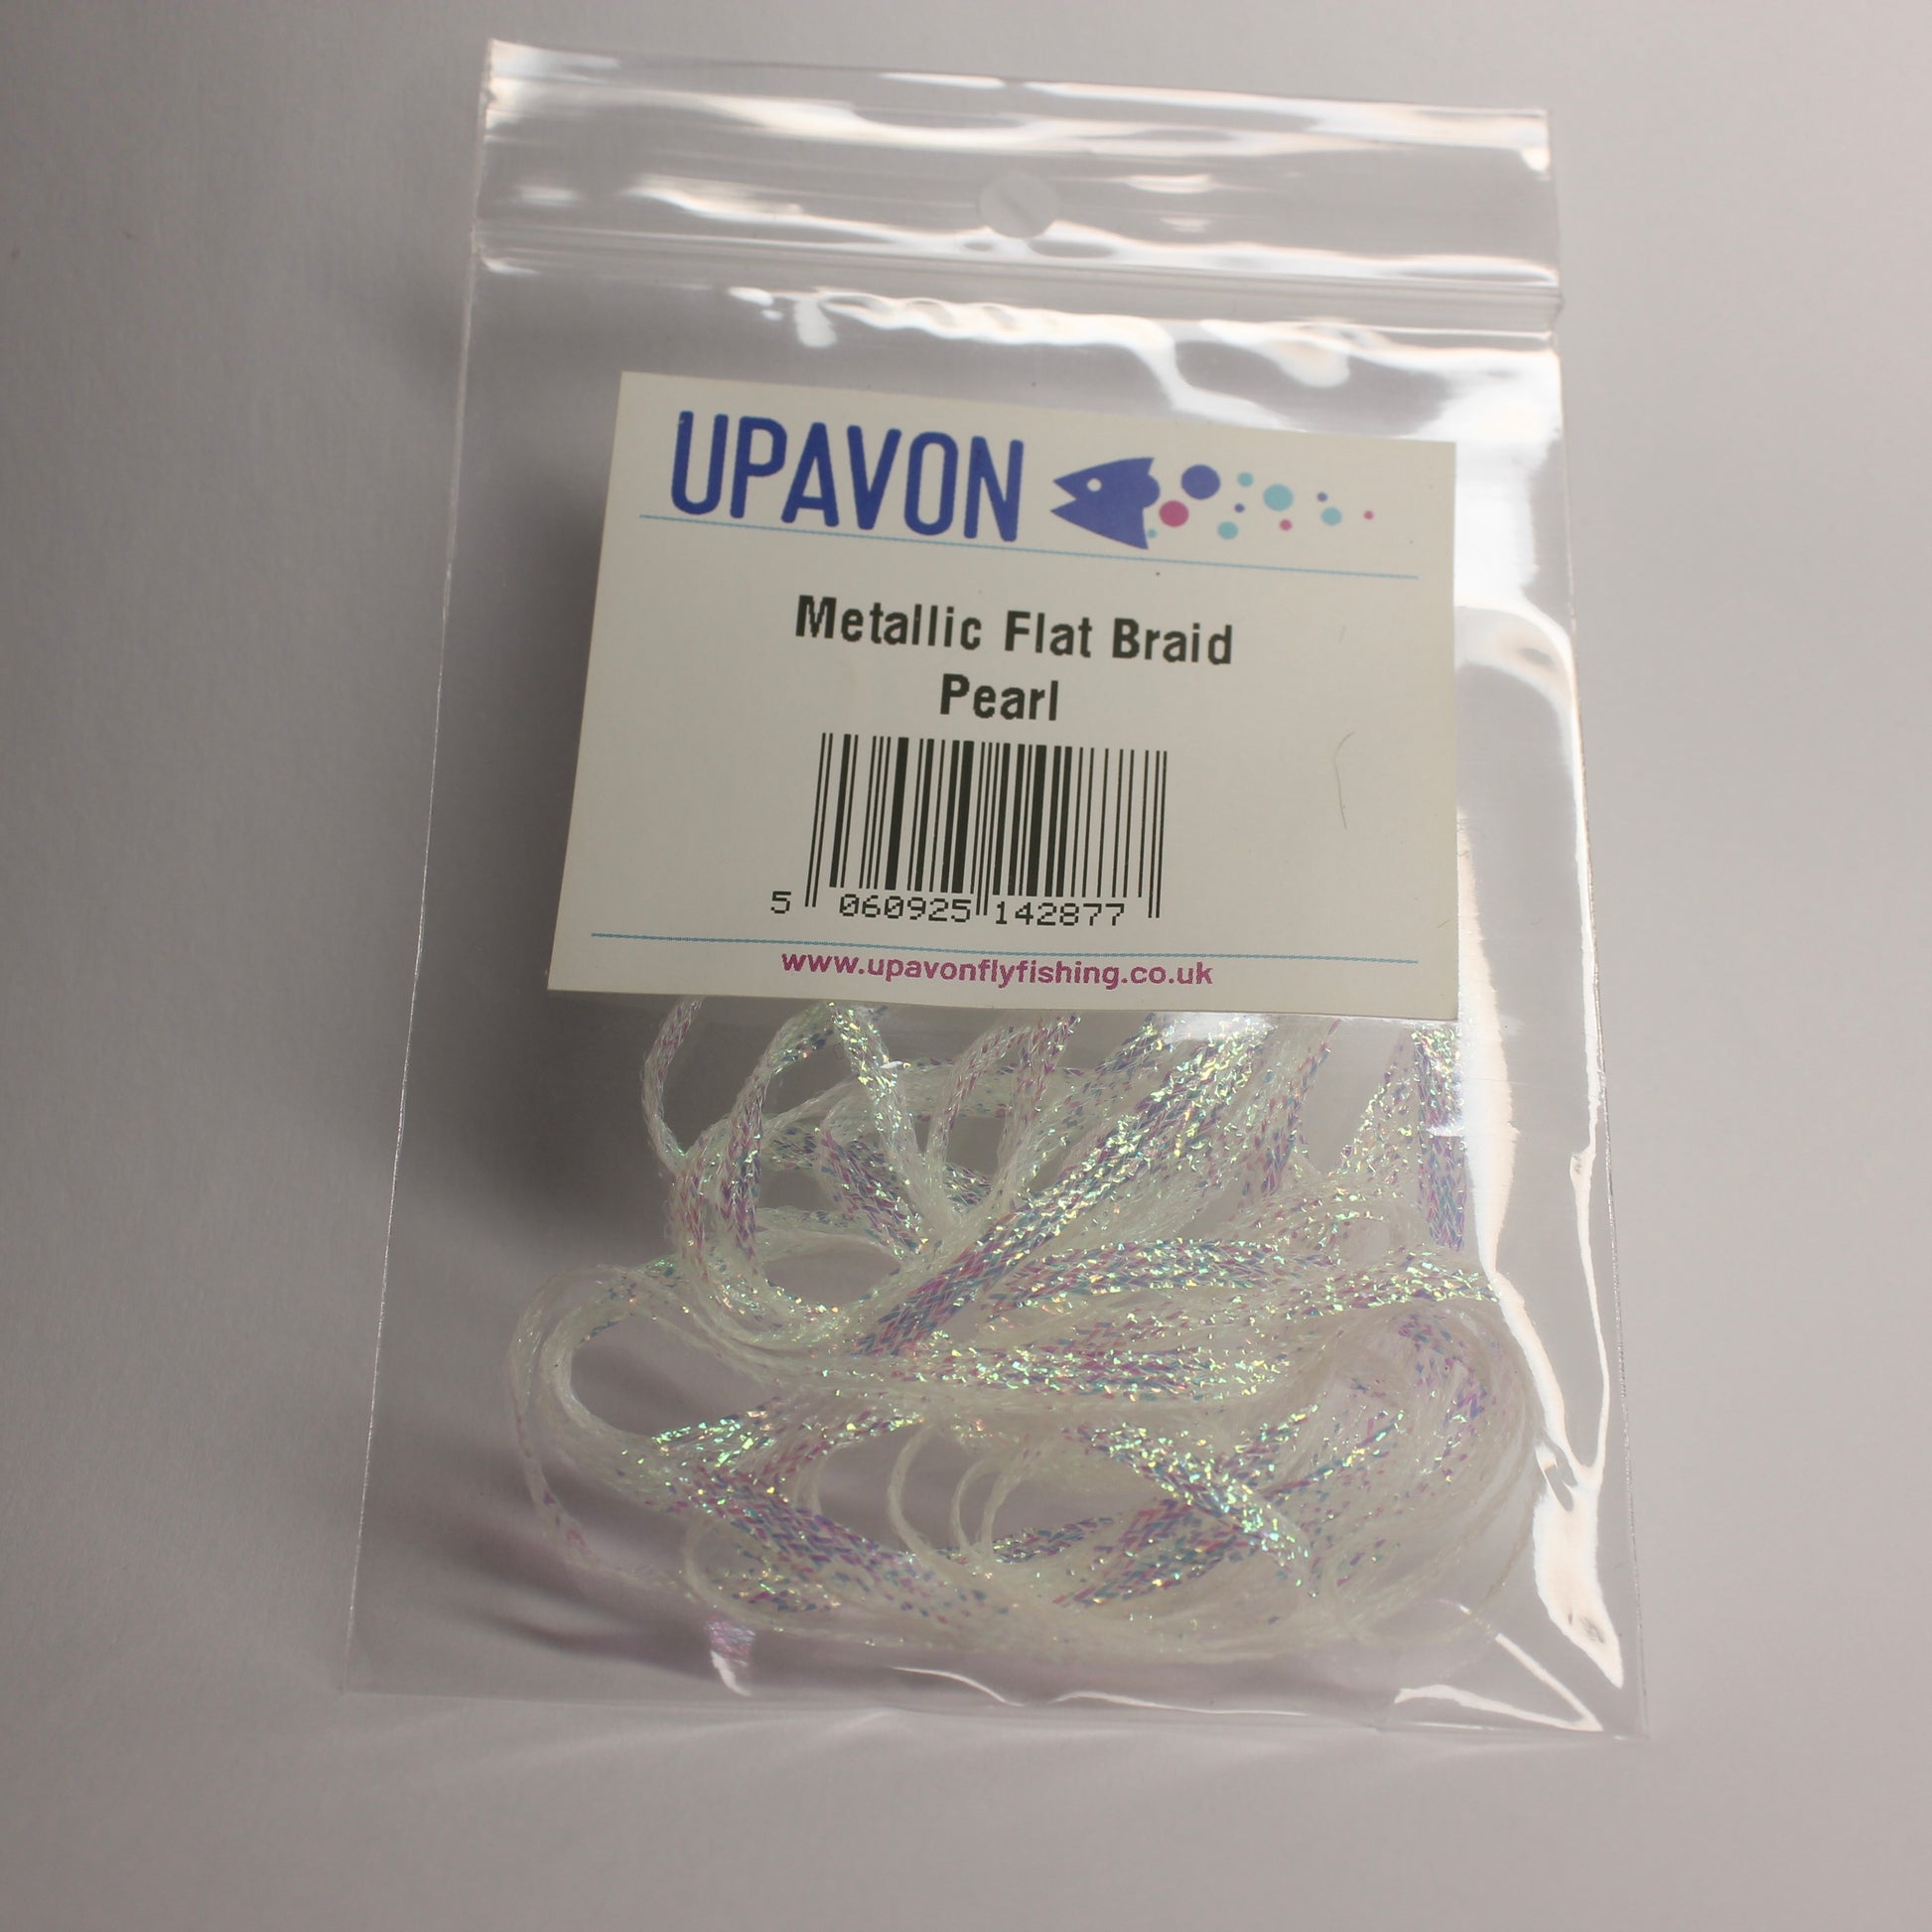 UPAVON
Metallic Flat Braid
Pearl
5 060925 142877
www.upavonflyfishing.co.uk